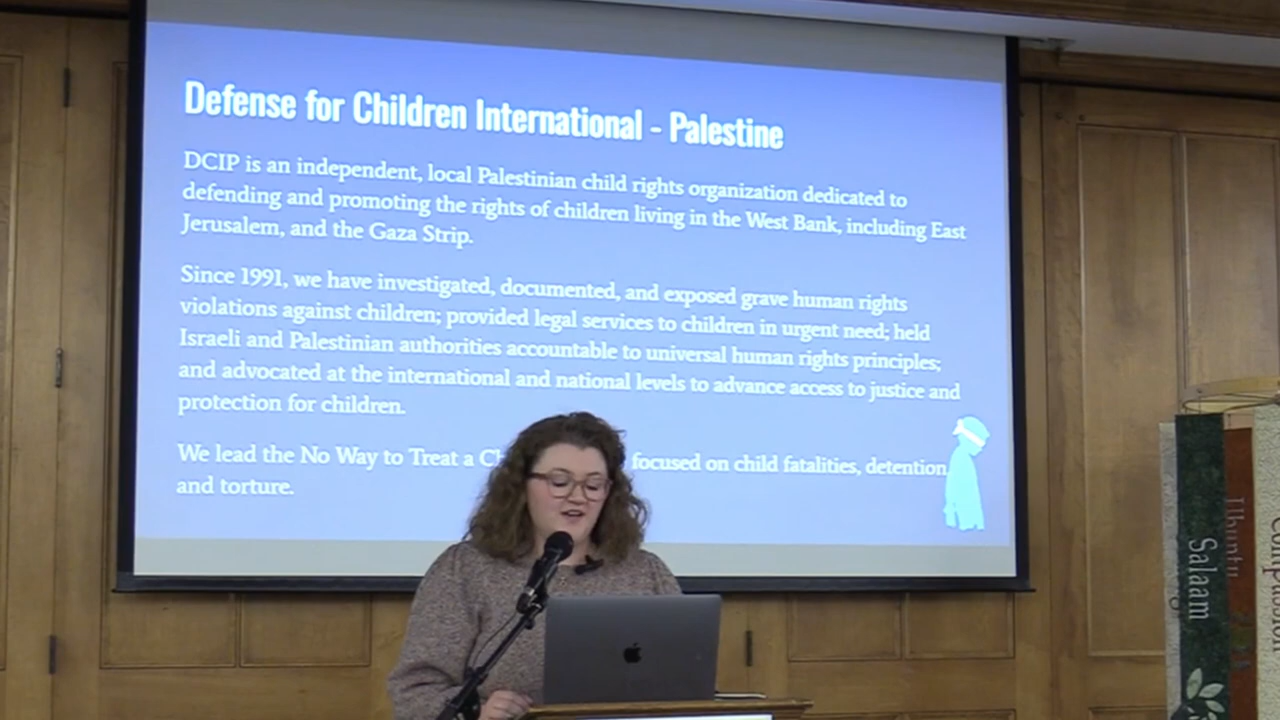 Defense for Children International - Palestine
DCIP is an independent, local Palestinian child rights organization dedicated to
defending and promoting the rights of children living in the West Bank, including East
Jerusalem, and the Gaza Strip.
Since 1991, we have investigated, documented, and exposed grave human rights
violations against children; provided legal services to children in urgent need; held
Israeli and Palestinian authorities accountable to universal human rights principles;
and advocated at the international and national levels to advance access to justice and
protection for children.
We lead the No Way to Treat a Ch focused on child fatalities, detention,
and torture.
Salaam
Ubuntu
Compassion